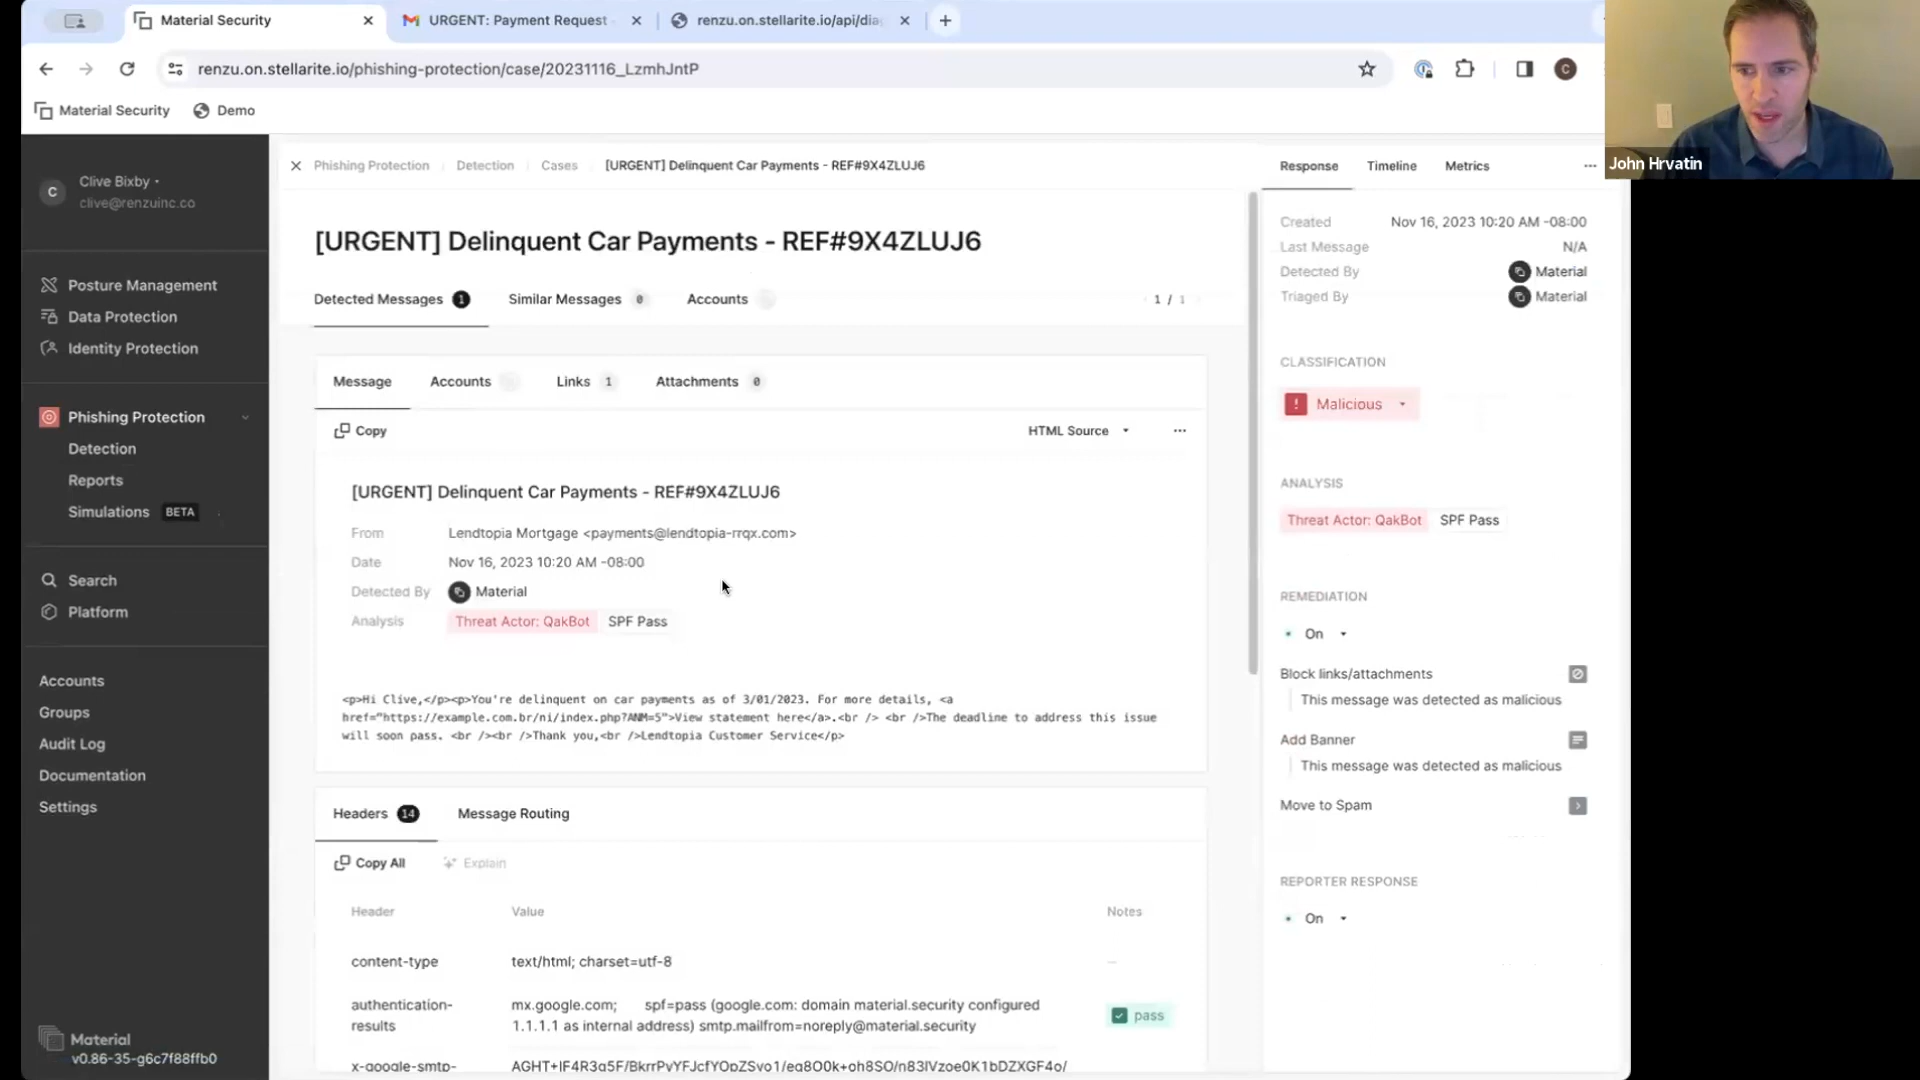 Material Security
URGENT: Payment Request
renzu.on.stellarite.io/api/dia
renzu.on.stellarite.io/phishing-protection/case/20231116_LzmhJntP
C
Material Security
Demo
John Hrvatin
C
Clive Bixby
clive@renzuinc.co
Posture Management
Data Protection
Identity Protection
Phishing Protection
Detection
Reports
Simulations BETA
Search
Platform
Accounts
Groups
Audit Log
Documentation
Settings
Material
v0.86-35-g6c7f88ffb0
Phishing Protection Detection Cases [URGENT] Delinquent Car Payments - REF#9X4ZLUJ6
[URGENT] Delinquent Car Payments - REF#9X4ZLUJ6
Detected Messages 1 Similar Messages 0 Accounts 1 / 1
Message Accounts Links 1 Attachments 0
Copy HTML Source
[URGENT] Delinquent Car Payments - REF#9X4ZLUJ6
From Lendtopia Mortgage <payments@lendtopia-rrqx.com>
Date Nov 16, 2023 10:20 AM -08:00
Detected By Material
Analysis Threat Actor: QakBot SPF Pass
<p>Hi Clive,</p><p>You're delinquent on car payments as of 3/01/2023. For more details, <a
href="https://example.com.br/ni/index.php?ANM=5">View statement here</a>.<br /> <br />The deadline to address this issue
will soon pass. <br /><br />Thank you,<br />Lendtopia Customer Service</p>
Headers 14 Message Routing
Copy All Explain
Header Value Notes
content-type text/html; charset=utf-8 —
authentication-results mx.google.com; spf=pass (google.com: domain material.security configured
1.1.1.1 as internal address) smtp.mailfrom=noreply@material.security pass
x-google-smtp-
Response Timeline Metrics
Created Nov 16, 2023 10:20 AM -08:00
Last Message N/A
Detected By Material
Triaged By Material
CLASSIFICATION
! Malicious
ANALYSIS
Threat Actor: QakBot SPF Pass
REMEDIATION
On
Block links/attachments
This message was detected as malicious
Add Banner
This message was detected as malicious
Move to Spam
REPORTER RESPONSE
On